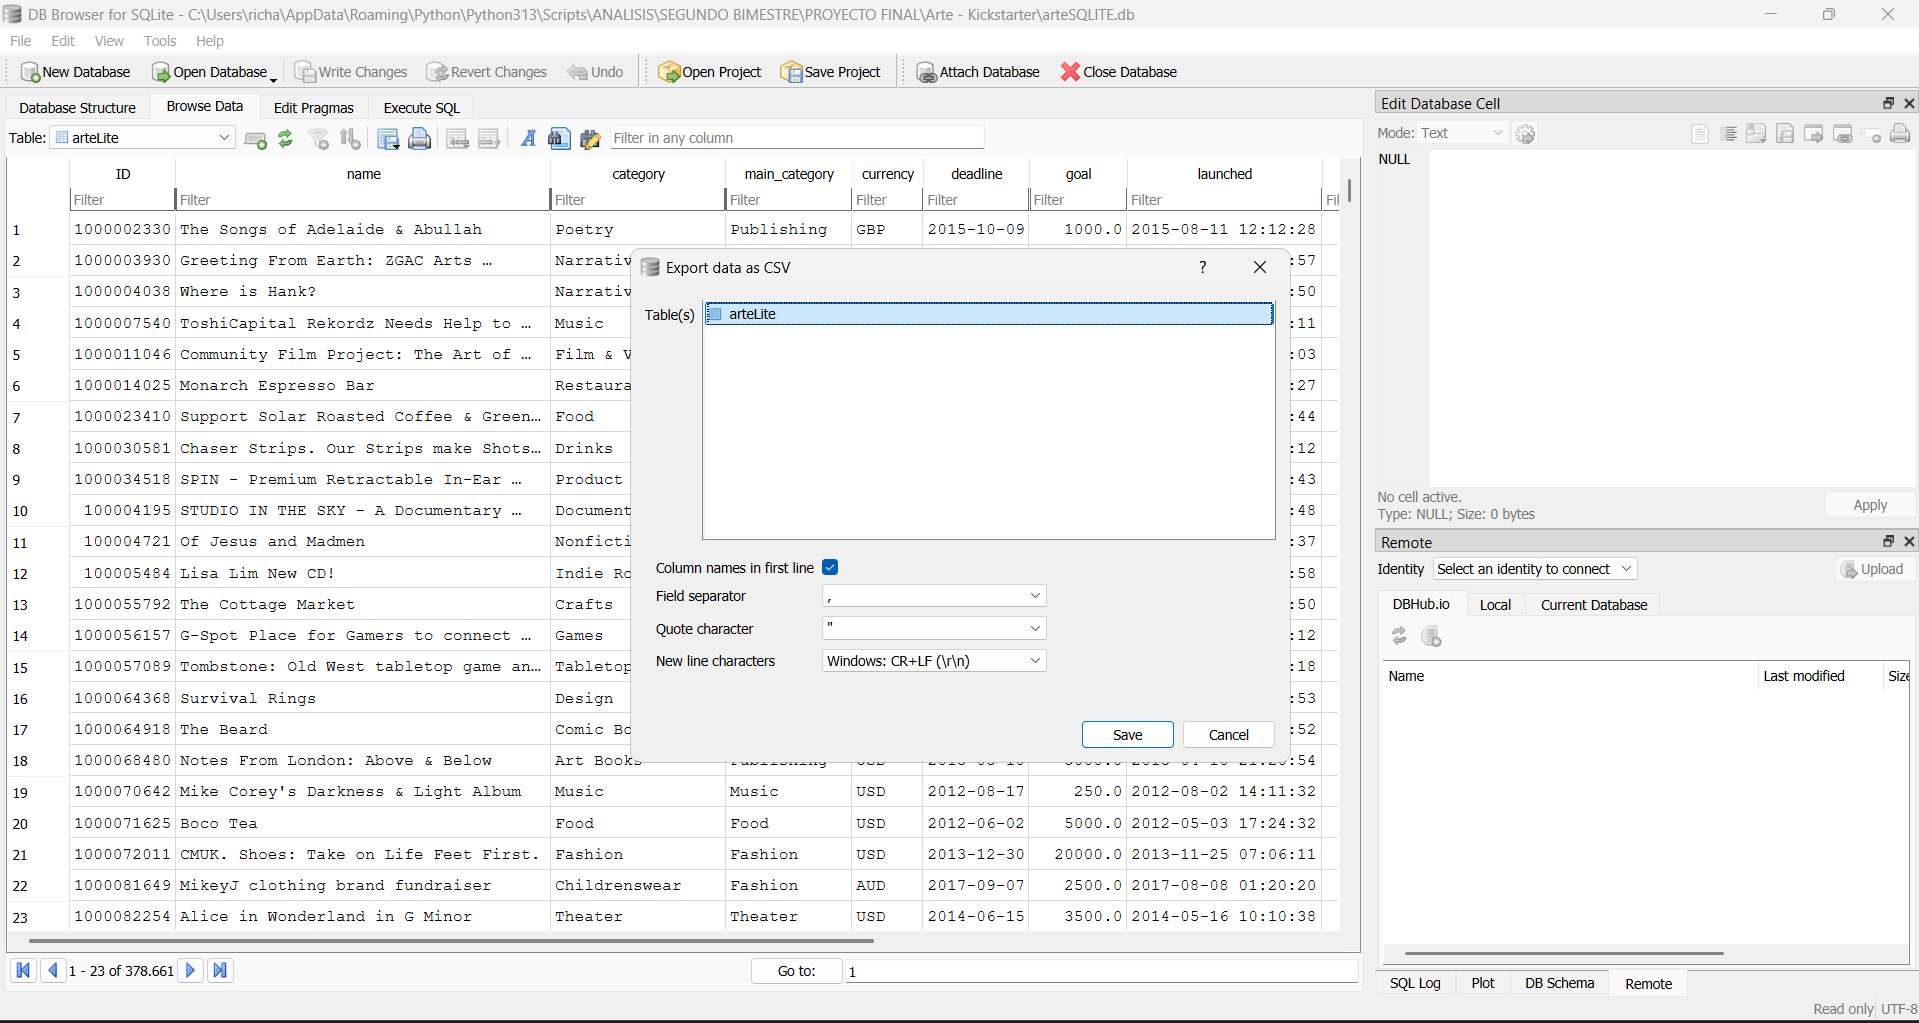 DB Browser for SQLite - C:\Users\richa\AppData\Roaming\Python\Python313\Scripts\ANALISIS\SEGUNDO BIMESTRE\PROYECTO FINAL\Arte - Kickstarter\arteSQLITE.db
File Edit View Tools Help
New Database Open Database Write Changes Revert Changes Undo Open Project Save Project Attach Database Close Database
Database Structure Browse Data Edit Pragmas Execute SQL
Table: arteLite Filter in any column
ID name category main_category currency deadline goal launched
Filter Filter Filter Filter Filter Filter Filter Filter Fil
1 1000002330 The Songs of Adelaide & Abullah Poetry Publishing GBP 2015-10-09 1000.0 2015-08-11 12:12:28
2 1000003930 Greeting From Earth: ZGAC Arts … Narrativ :57
3 1000004038 Where is Hank? Narrativ :50
4 1000007540 ToshiCapital Rekordz Needs Help to … Music :11
5 1000011046 Community Film Project: The Art of … Film & V :03
6 1000014025 Monarch Espresso Bar Restaura :27
7 1000023410 Support Solar Roasted Coffee & Green… Food :44
8 1000030581 Chaser Strips. Our Strips make Shots… Drinks :12
9 1000034518 SPIN - Premium Retractable In-Ear … Product :43
10 100004195 STUDIO IN THE SKY - A Documentary … Document :48
11 100004721 Of Jesus and Madmen Nonficti :37
12 100005484 Lisa Lim New CD! Indie Ro :58
13 1000055792 The Cottage Market Crafts :50
14 1000056157 G-Spot Place for Gamers to connect … Games :12
15 1000057089 Tombstone: Old West tabletop game an… Tabletop :18
16 1000064368 Survival Rings Design :53
17 1000064918 The Beard Comic Bo :52
18 1000068480 Notes From London: Above & Below Art Books :54
19 1000070642 Mike Corey's Darkness & Light Album Music Music USD 2012-08-17 250.0 2012-08-02 14:11:32
20 1000071625 Boco Tea Food Food USD 2012-06-02 5000.0 2012-05-03 17:24:32
21 1000072011 CMUK. Shoes: Take on Life Feet First. Fashion Fashion USD 2013-12-30 20000.0 2013-11-25 07:06:11
22 1000081649 MikeyJ clothing brand fundraiser Childrenswear Fashion AUD 2017-09-07 2500.0 2017-08-08 01:20:20
23 1000082254 Alice in Wonderland in G Minor Theater Theater USD 2014-06-15 3500.0 2014-05-16 10:10:38
1 - 23 of 378.661 Go to: 1
Export data as CSV ?
Table(s) arteLite
Column names in first line
Field separator ,
Quote character "
New line characters Windows: CR+LF (\r\n)
Save Cancel
Edit Database Cell
Mode: Text
NULL
No cell active.
Type: NULL; Size: 0 bytes
Apply
Remote
Identity Select an identity to connect Upload
DBHub.io Local Current Database
Name Last modified Size
SQL Log Plot DB Schema Remote
Read only UTF-8